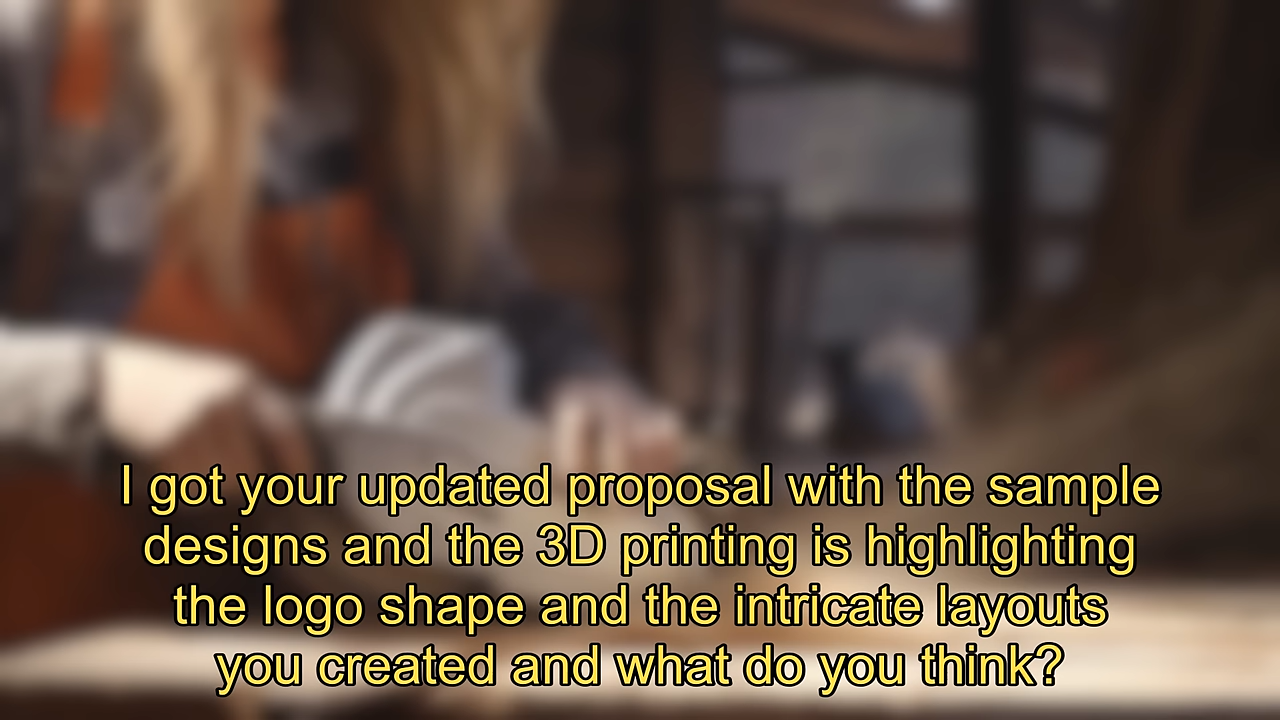 I got your updated proposal with the sample
designs and the 3D printing is highlighting
the logo shape and the intricate layouts
you created and what do you think?